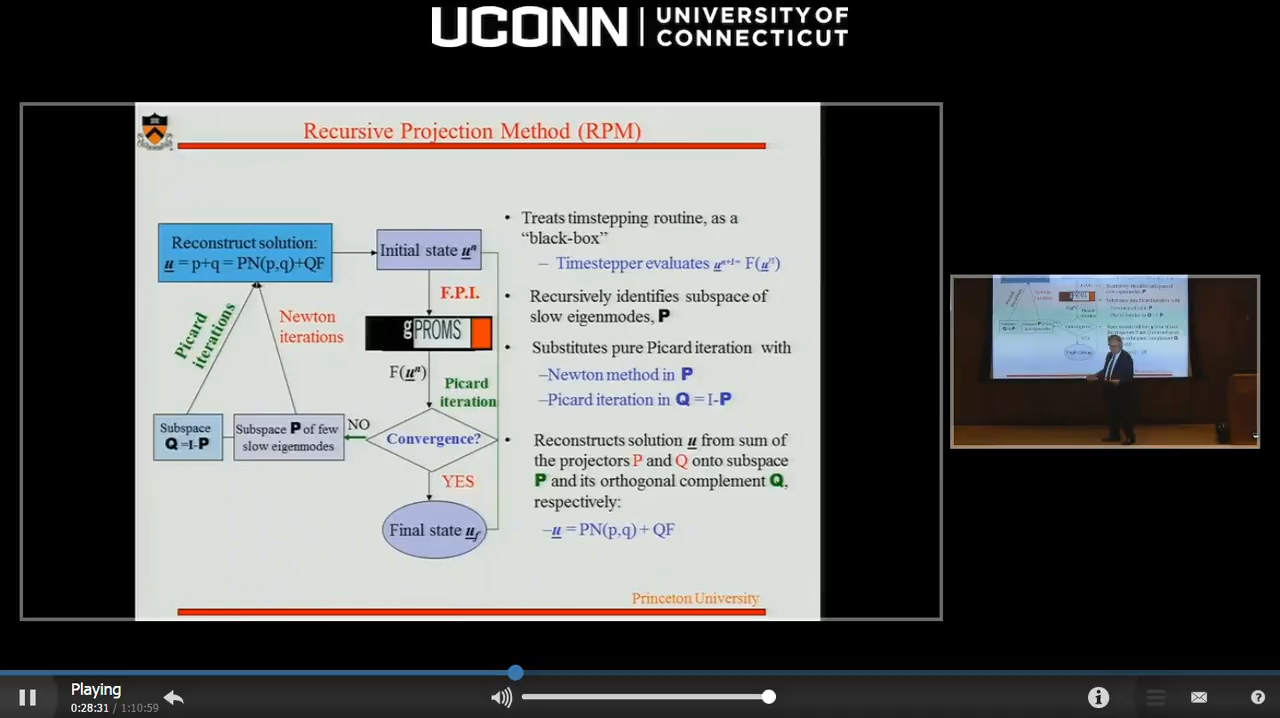 UCONN
UNIVERSITY OF
CONNECTICUT
Recursive Projection Method (RPM)
Reconstruct solution:
u = p+q = PN(p,q)+QF
Initial state uⁿ
F.P.I.
gPROMS
F(uⁿ)
Picard
iteration
Picard
iterations
Newton
iterations
Subspace
Q =I-P
Subspace P of few
slow eigenmodes
NO
Convergence?
YES
Final state u_f
• Treats timstepping routine, as a
“black-box”
– Timestepper evaluates uⁿ⁺¹= F(uⁿ)
• Recursively identifies subspace of
slow eigenmodes, P
• Substitutes pure Picard iteration with
–Newton method in P
–Picard iteration in Q = I-P
• Reconstructs solution u from sum of
the projectors P and Q onto subspace
P and its orthogonal complement Q,
respectively:
–u = PN(p,q) + QF
Princeton University
Playing
0:28:31 / 1:10:59